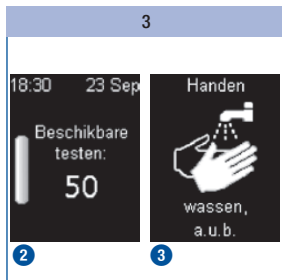 3
18:30 23 Sep
Beschikbare
testen:
50
2
Handen
wassen,
a.u.b.
3